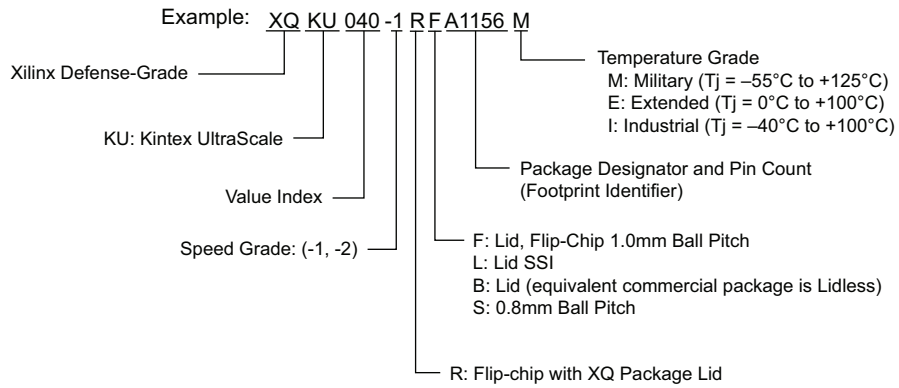 Example: XQ KU 040 -1 R F A1156 M
Xilinx Defense-Grade
KU: Kintex UltraScale
Value Index
Speed Grade: (-1, -2)
Temperature Grade
M: Military (Tj = –55°C to +125°C)
E: Extended (Tj = 0°C to +100°C)
I: Industrial (Tj = –40°C to +100°C)
Package Designator and Pin Count
(Footprint Identifier)
F: Lid, Flip-Chip 1.0mm Ball Pitch
L: Lid SSI
B: Lid (equivalent commercial package is Lidless)
S: 0.8mm Ball Pitch
R: Flip-chip with XQ Package Lid